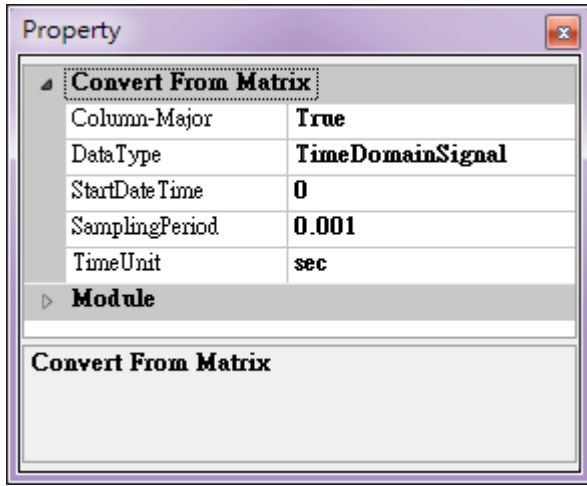 Property
Convert From Matrix
Column-Major True
DataType TimeDomainSignal
StartDateTime 0
SamplingPeriod 0.001
TimeUnit sec
Module
Convert From Matrix